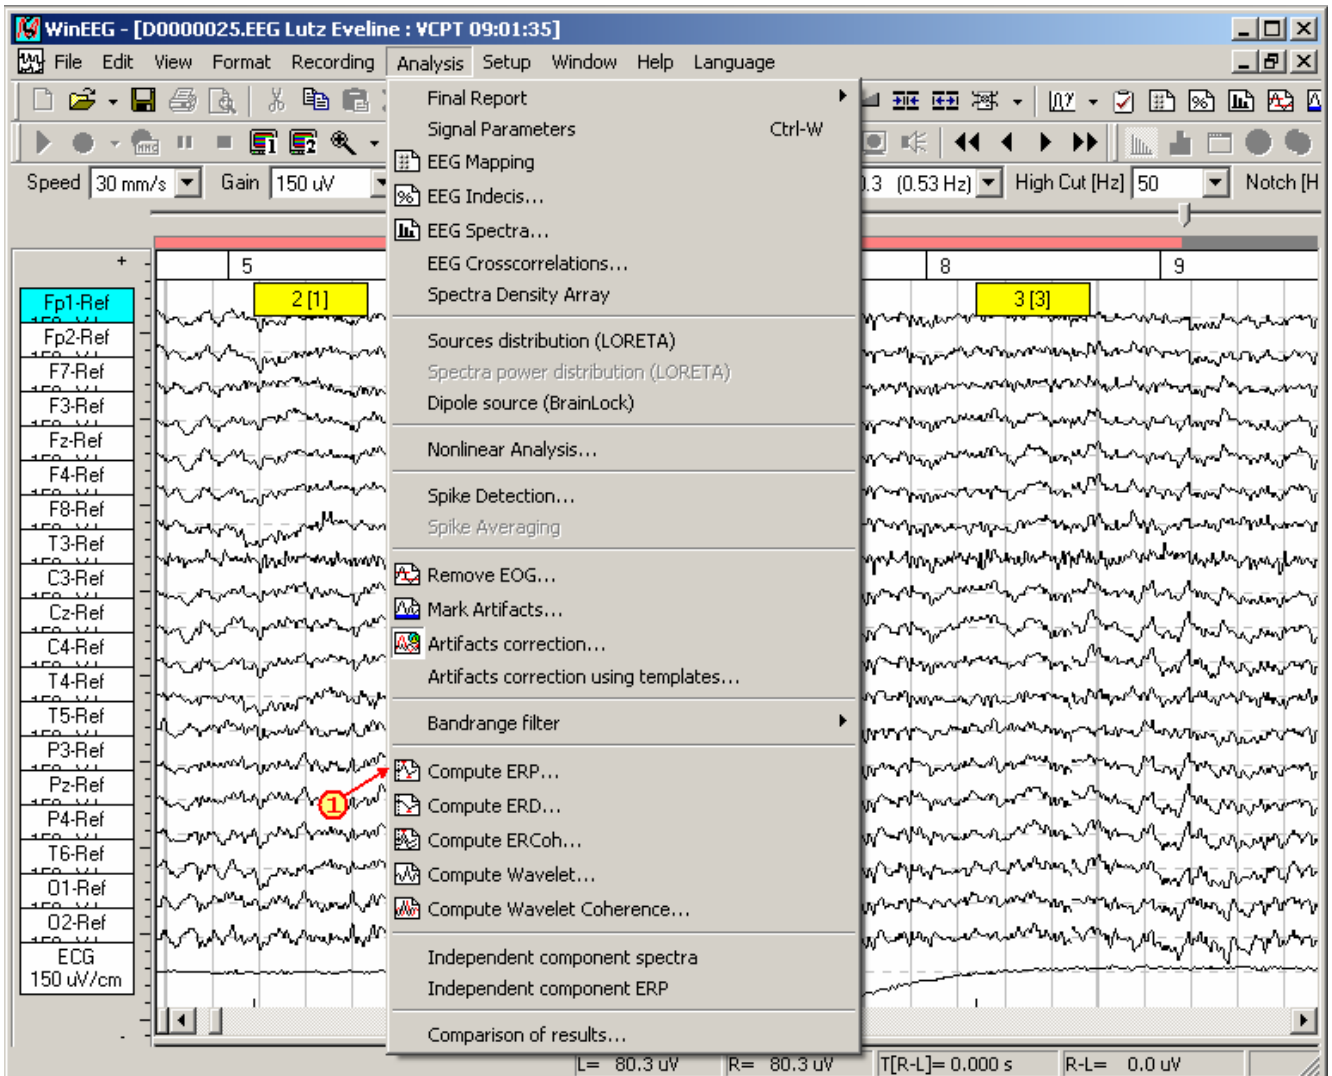 WinEEG - [D0000025.EEG Lutz Eveline : VCPT 09:01:35]
File Edit View Format Recording Analysis Setup Window Help Language
Speed 30 mm/s Gain 150 uV .3 (0.53 Hz) High Cut [Hz] 50 Notch [H
+ 5 8 9
2 [1] 3 [3]
Fp1-Ref
Fp2-Ref
F7-Ref
F3-Ref
Fz-Ref
F4-Ref
F8-Ref
T3-Ref
C3-Ref
Cz-Ref
C4-Ref
T4-Ref
T5-Ref
P3-Ref
Pz-Ref
P4-Ref
T6-Ref
O1-Ref
O2-Ref
ECG
150 uV/cm
Final Report
Signal Parameters Ctrl-W
EEG Mapping
EEG Indecis...
EEG Spectra...
EEG Crosscorrelations...
Spectra Density Array
Sources distribution (LORETA)
Spectra power distribution (LORETA)
Dipole source (BrainLock)
Nonlinear Analysis...
Spike Detection...
Spike Averaging
Remove EOG...
Mark Artifacts...
Artifacts correction...
Artifacts correction using templates...
Bandrange filter
Compute ERP...
1
Compute ERD...
Compute ERCoh...
Compute Wavelet...
Compute Wavelet Coherence...
Independent component spectra
Independent component ERP
Comparison of results...
L= 80.3 uV R= 80.3 uV T[R-L]= 0.000 s R-L= 0.0 uV